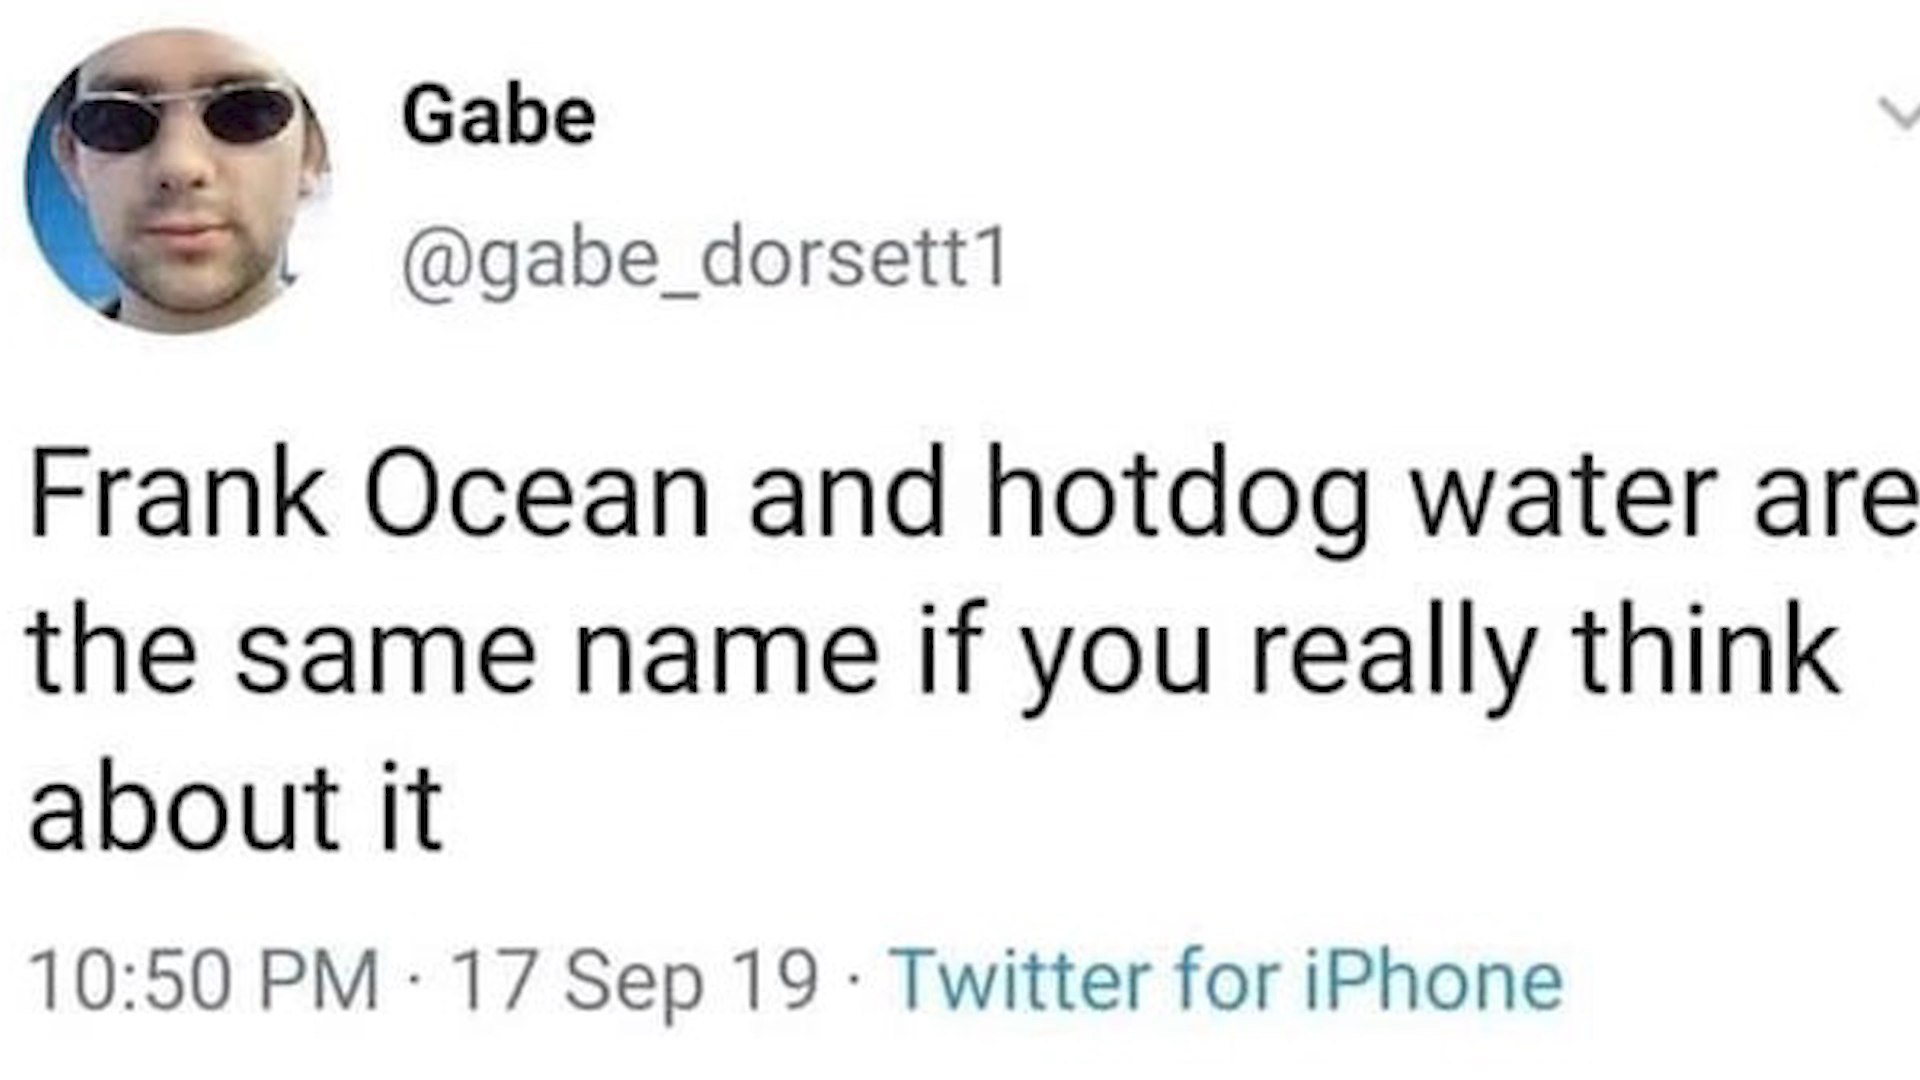 Gabe
@gabe_dorsett1
Frank Ocean and hotdog water are
the same name if you really think
about it
10:50 PM · 17 Sep 19 · Twitter for iPhone